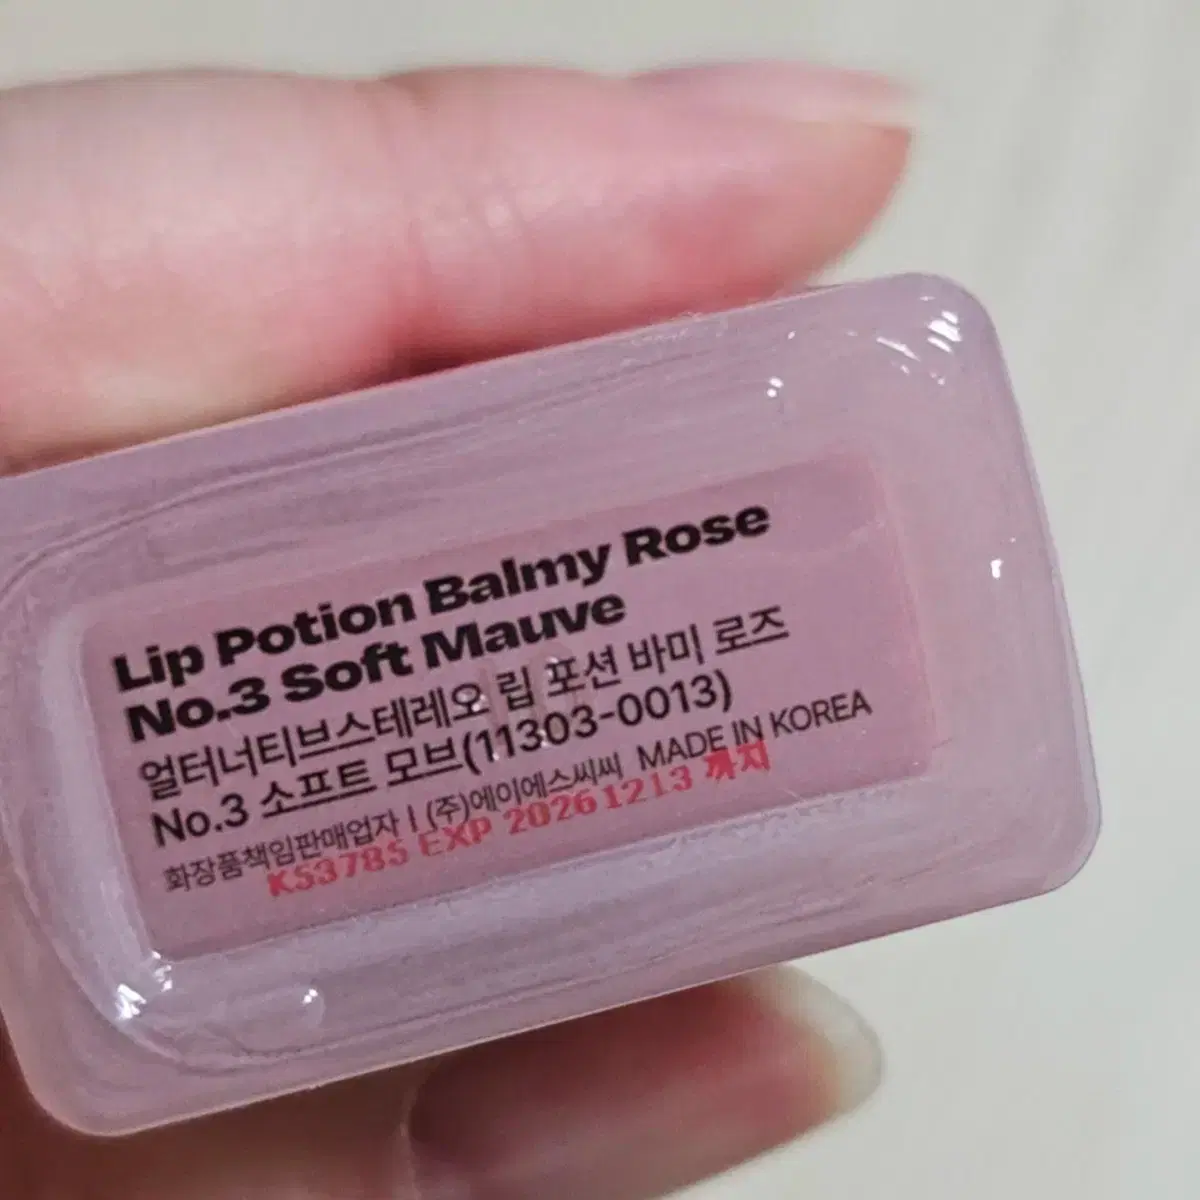 Lip Potion Balmy Rose
No.3 Soft Mauve
얼터너티브스테레오 립 포션 바미 로즈
No.3 소프트 모브(11303-0013)
화장품책임판매업자 I (주)에이에스씨씨 MADE IN KOREA
KS3785 EXP 20261213 까지